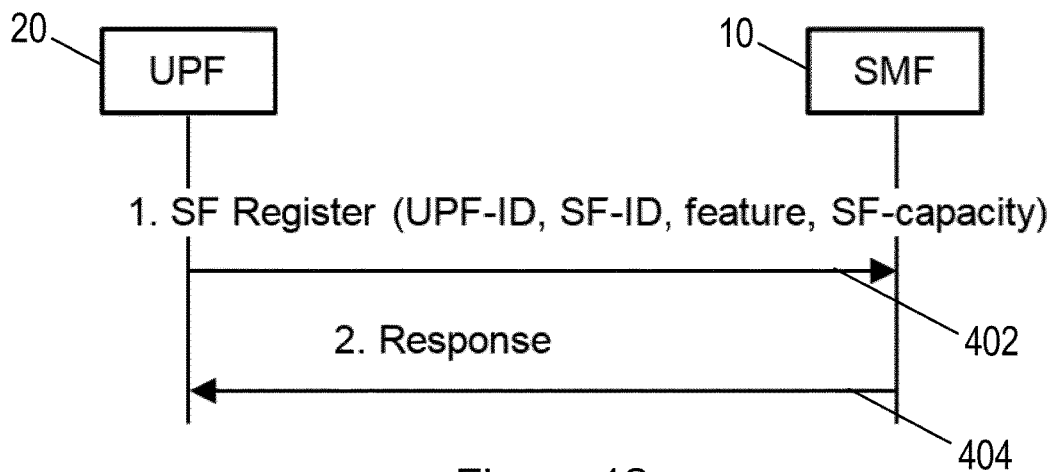 20
UPF
10
SMF
1. SF Register (UPF-ID, SF-ID, feature, SF-capacity)
402
2. Response
404